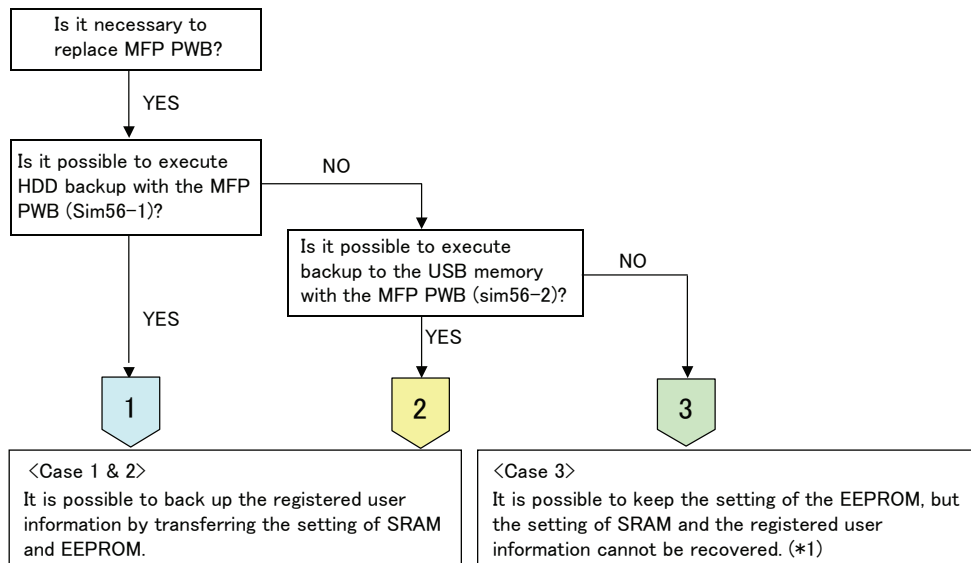 Is it necessary to
replace MFP PWB?
YES
Is it possible to execute
HDD backup with the MFP
PWB (Sim56-1)?
NO
Is it possible to execute
backup to the USB memory
with the MFP PWB (sim56-2)?
NO
YES
YES
1
2
3
<Case 1 & 2>
It is possible to back up the registered user
information by transferring the setting of SRAM
and EEPROM.
<Case 3>
It is possible to keep the setting of the EEPROM, but
the setting of SRAM and the registered user
information cannot be recovered. (*1)